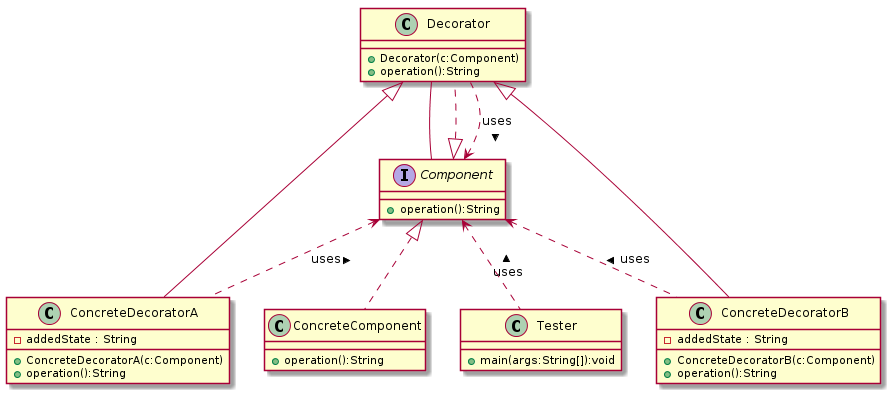 C Decorator
Decorator(c:Component)
operation():String
uses
I Component
operation():String
uses
uses
uses
C ConcreteDecoratorA
addedState : String
ConcreteDecoratorA(c:Component)
operation():String
C ConcreteComponent
operation():String
C Tester
main(args:String[]):void
C ConcreteDecoratorB
addedState : String
ConcreteDecoratorB(c:Component)
operation():String